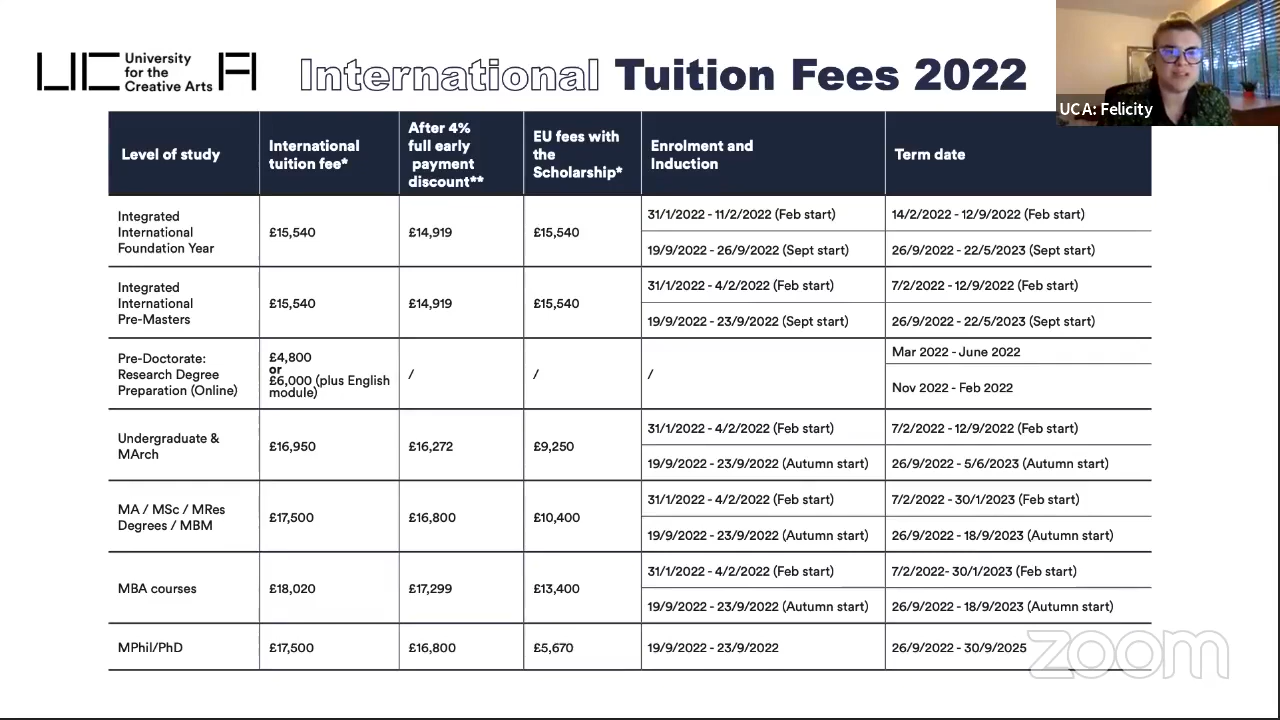 University
for the
Creative Arts
International Tuition Fees 2022
UCA: Felicity
Level of study
International
tuition fee*
After 4%
full early
payment
discount**
EU fees with
the
Scholarship*
Enrolment and
Induction
Term date
Integrated
International
Foundation Year
£15,540
£14,919
£15,540
31/1/2022 - 11/2/2022 (Feb start)
14/2/2022 - 12/9/2022 (Feb start)
19/9/2022 - 26/9/2022 (Sept start)
26/9/2022 - 22/5/2023 (Sept start)
Integrated
International
Pre-Masters
£15,540
£14,919
£15,540
31/1/2022 - 4/2/2022 (Feb start)
7/2/2022 - 12/9/2022 (Feb start)
19/9/2022 - 23/9/2022 (Sept start)
26/9/2022 - 22/5/2023 (Sept start)
Pre-Doctorate:
Research Degree
Preparation (Online)
£4,800
or
£6,000 (plus English
module)
/
/
/
Mar 2022 - June 2022
Nov 2022 - Feb 2022
Undergraduate &
MArch
£16,950
£16,272
£9,250
31/1/2022 - 4/2/2022 (Feb start)
7/2/2022 - 12/9/2022 (Feb start)
19/9/2022 - 23/9/2022 (Autumn start)
26/9/2022 - 5/6/2023 (Autumn start)
MA / MSc / MRes
Degrees / MBM
£17,500
£16,800
£10,400
31/1/2022 - 4/2/2022 (Feb start)
7/2/2022 - 30/1/2023 (Feb start)
19/9/2022 - 23/9/2022 (Autumn start)
26/9/2022 - 18/9/2023 (Autumn start)
MBA courses
£18,020
£17,299
£13,400
31/1/2022 - 4/2/2022 (Feb start)
7/2/2022- 30/1/2023 (Feb start)
19/9/2022 - 23/9/2022 (Autumn start)
26/9/2022 - 18/9/2023 (Autumn start)
MPhil/PhD
£17,500
£16,800
£5,670
19/9/2022 - 23/9/2022
26/9/2022 - 30/9/2025
zoom